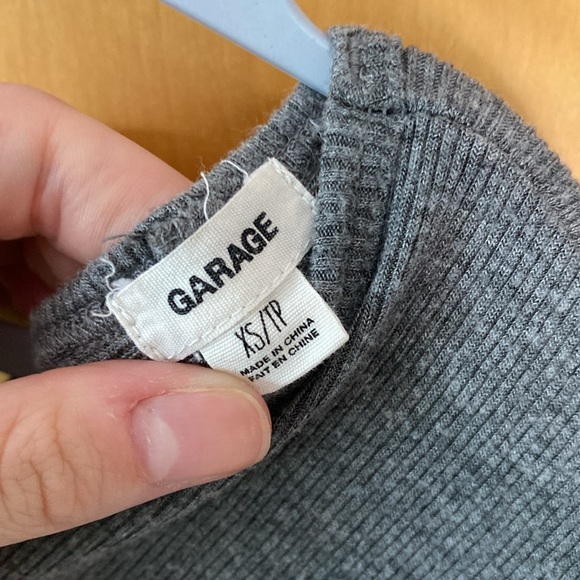 GARAGE
XS/TP
MADE IN CHINA
FAIT EN CHINE